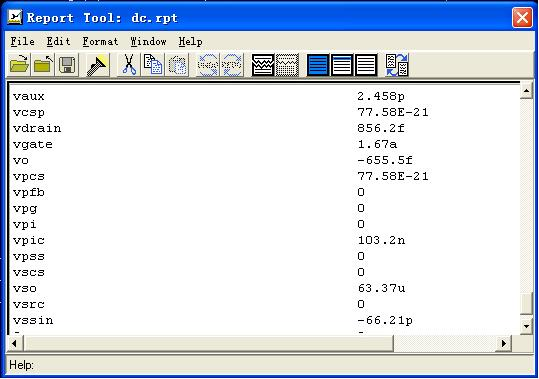 Report Tool: dc.rpt
File Edit Format Window Help
vaux 2.458p
vcsp 77.58E-21
vdrain 856.2f
vgate 1.67a
vo -655.5f
vpcs 77.58E-21
vpfb 0
vpg 0
vpi 0
vpic 103.2n
vpss 0
vscs 0
vso 63.37u
vsrc 0
vssin -66.21p
Help: